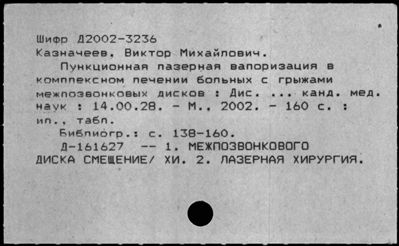 Шифр Д2002-3236
Казначеев, Виктор Михайлович.
Пункционная лазерная вапоризация в
комплексном лечении больных с грыжами
межпозвонковых дисков : Дис. ... канд. мед.
наук : 14.00.28. - М., 2002. - 160 с. :
ил., табл.
Библиогр.: с. 138-160.
Д-161627 -- 1. МЕЖПОЗВОНКОВОГО
ДИСКА СМЕЩЕНИЕ/ ХИ. 2. ЛАЗЕРНАЯ ХИРУРГИЯ.